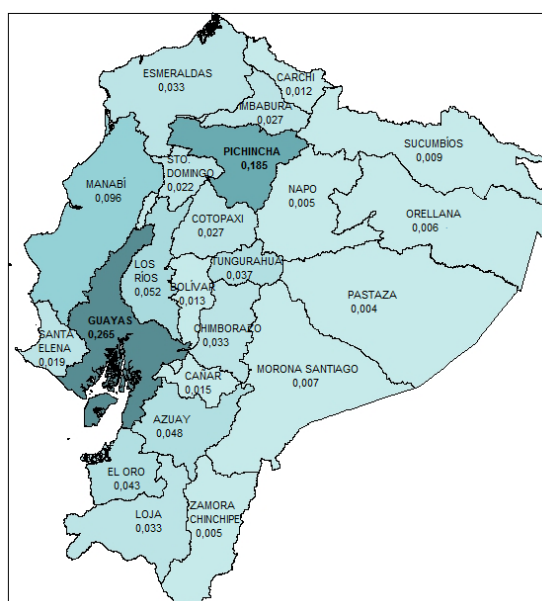 ESMERALDAS
0,033
CARCHI
0,012
IMBABURA
0,027
SUCUMBÍOS
0,009
PICHINCHA
0,185
STO.
DOMINGO
0,022
MANABÍ
0,096
NAPO
0,005
ORELLANA
0,006
COTOPAXI
0,027
LOS
RÍOS
0,052
BOLÍVAR
0,013
TUNGURAHUA
0,037
PASTAZA
0,004
GUAYAS
0,265
SANTA
ELENA
0,019
CHIMBORAZO
0,033
MORONA SANTIAGO
0,007
CAÑAR
0,015
AZUAY
0,048
EL ORO
0,043
LOJA
0,033
ZAMORA
CHINCHIPE
0,005